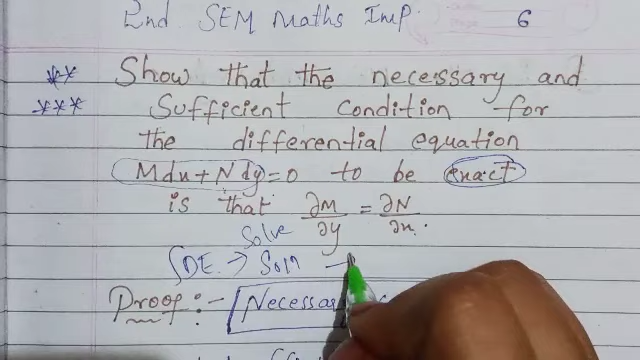 2nd SEM Maths Imp. 6
** Show that the necessary and
*** Sufficient condition for
the differential equation
Mdx + Ndy = 0 to be exact
is that ∂M/∂y = ∂N/∂x.
Solve
∫DE → Soln →
Proof:- Necessar